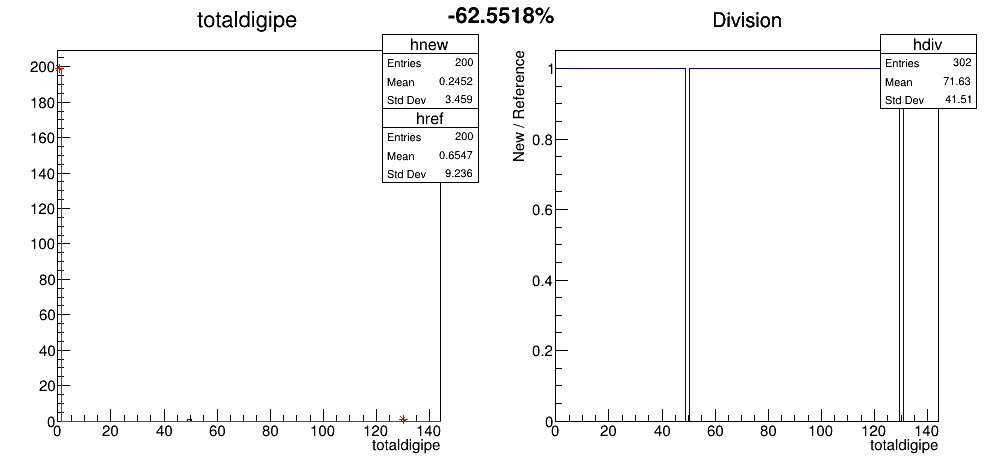 -62.5518%
totaldigipe
hnew
Entries 200
Mean 0.2452
Std Dev 3.459
href
Entries 200
Mean 0.6547
Std Dev 9.236
200
180
160
140
120
100
80
60
40
20
0
0 20 40 60 80 100 120 140
totaldigipe
Division
hdiv
Entries 302
Mean 71.63
Std Dev 41.51
New / Reference
1
0.8
0.6
0.4
0.2
0
0 20 40 60 80 100 120 140
totaldigipe